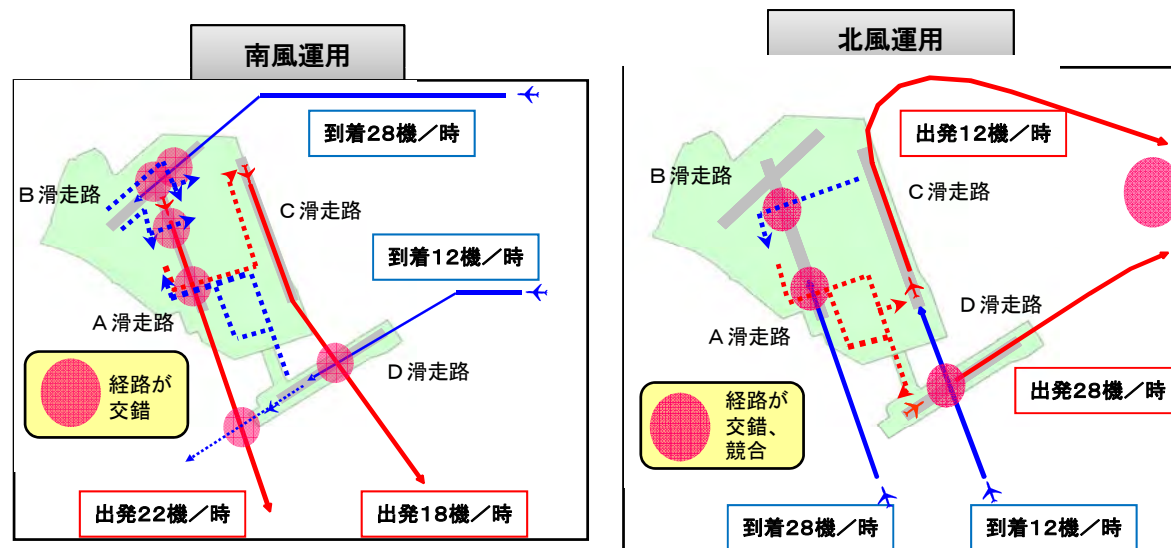 南風運用
到着28機／時
B滑走路
C滑走路
到着12機／時
A滑走路
D滑走路
経路が
交錯
出発22機／時
出発18機／時
北風運用
出発12機／時
B滑走路
C滑走路
D滑走路
A滑走路
出発28機／時
経路が
交錯、
競合
到着28機／時
到着12機／時